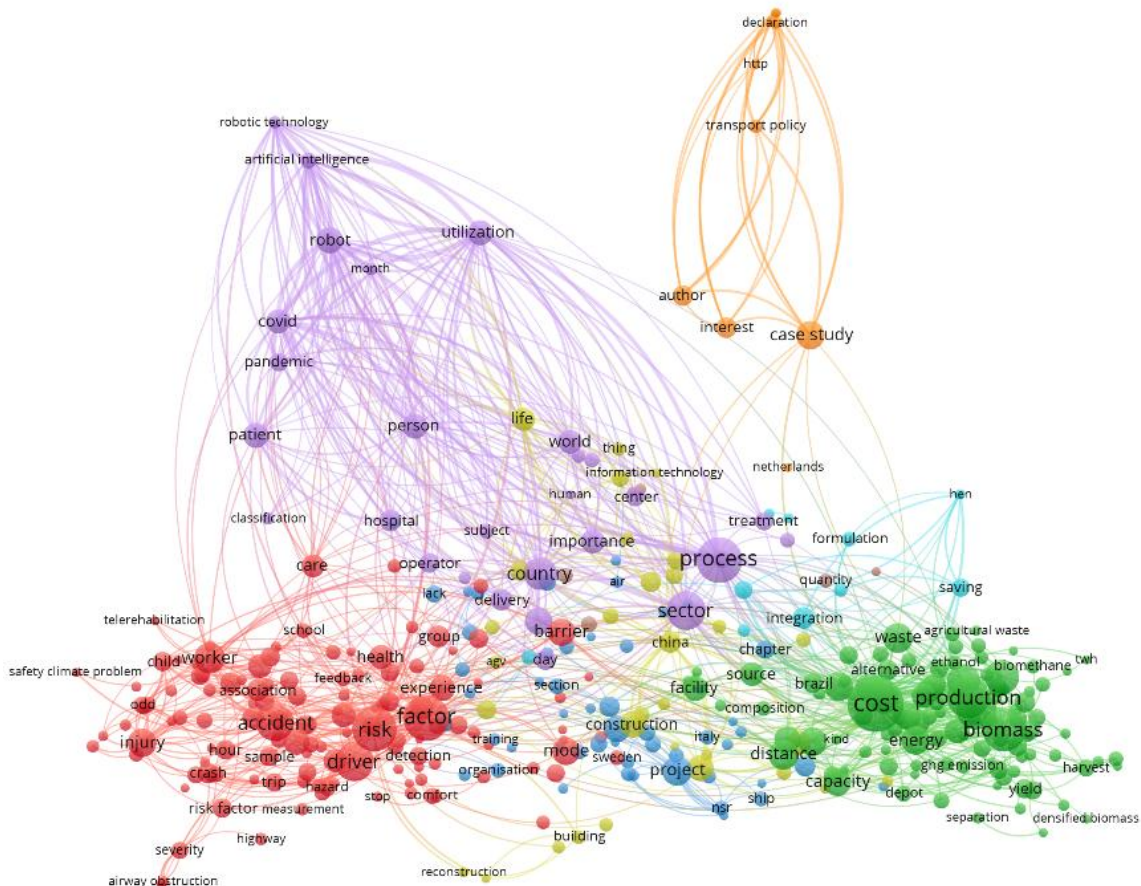 declaration
http
robotic technology
transport policy
artificial intelligence
utilization
robot
month
author
covid
interest
case study
pandemic
life
person
patient
world
thing
information technology
netherlands
human
center
hen
classification
hospital
subject
treatment
importance
formulation
process
care
operator
country
air
quantity
lack
saving
delivery
sector
telerehabilitation
integration
school
group
barrier
waste
agricultural waste
china
chapter
child
worker
health
agv
day
alternative
ethanol
biomethane
twh
safety climate problem
feedback
source
association
experience
section
facility
brazil
odd
composition
production
cost
accident
risk
factor
construction
injury
training
italy
kind
energy
biomass
hour
sample
detection
mode
distance
driver
sweden
crash
trip
organisation
project
ghg emission
harvest
hazard
capacity
stop
comfort
depot
yield
risk factor
measurement
ship
nsr
separation
densified biomass
highway
building
severity
reconstruction
airway obstruction